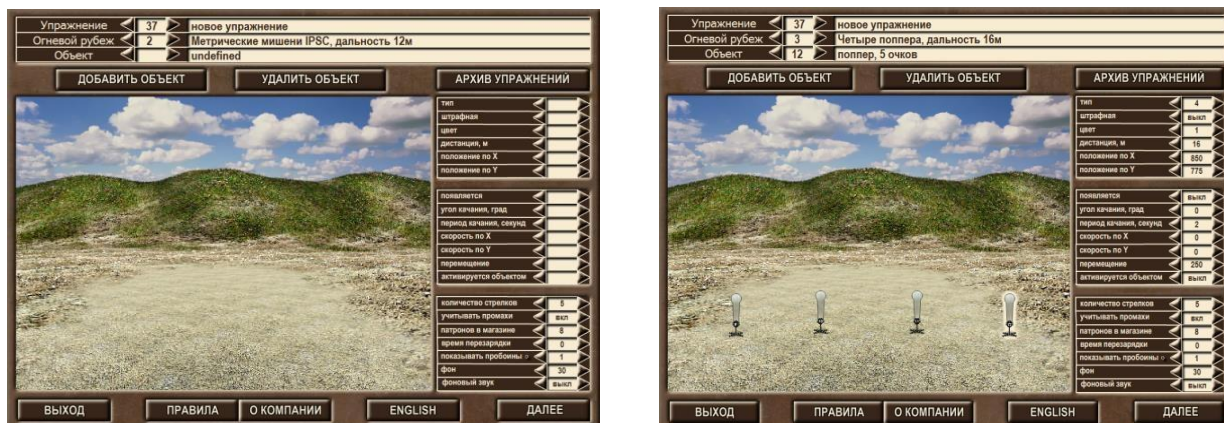 Упражнение 37 новое упражнение
Огневой рубеж 2 Метрические мишени IPSC, дальность 12м
Объект undefined
ДОБАВИТЬ ОБЪЕКТ УДАЛИТЬ ОБЪЕКТ АРХИВ УПРАЖНЕНИЙ
тип
штрафная
цвет
дистанция, м
положение по X
положение по Y
появляется
угол качания, град
период качания, секунд
скорость по X
скорость по Y
перемещение
активируется объектом
количество стрелков 5
учитывать промахи вкл
патронов в магазине 8
время перезарядки 0
показывать пробоины 1
фон 30
фоновый звук выкл
ВЫХОД ПРАВИЛА О КОМПАНИИ ENGLISH ДАЛЕЕ
Упражнение 37 новое упражнение
Огневой рубеж 3 Четыре поппера, дальность 16м
Объект 12 поппер, 5 очков
ДОБАВИТЬ ОБЪЕКТ УДАЛИТЬ ОБЪЕКТ АРХИВ УПРАЖНЕНИЙ
тип 4
штрафная выкл
цвет 1
дистанция, м 16
положение по X 850
положение по Y 775
появляется выкл
угол качания, град 0
период качания, секунд 2
скорость по X 0
скорость по Y 0
перемещение 250
активируется объектом выкл
количество стрелков 5
учитывать промахи вкл
патронов в магазине 8
время перезарядки 0
показывать пробоины 1
фон 30
фоновый звук выкл
ВЫХОД ПРАВИЛА О КОМПАНИИ ENGLISH ДАЛЕЕ